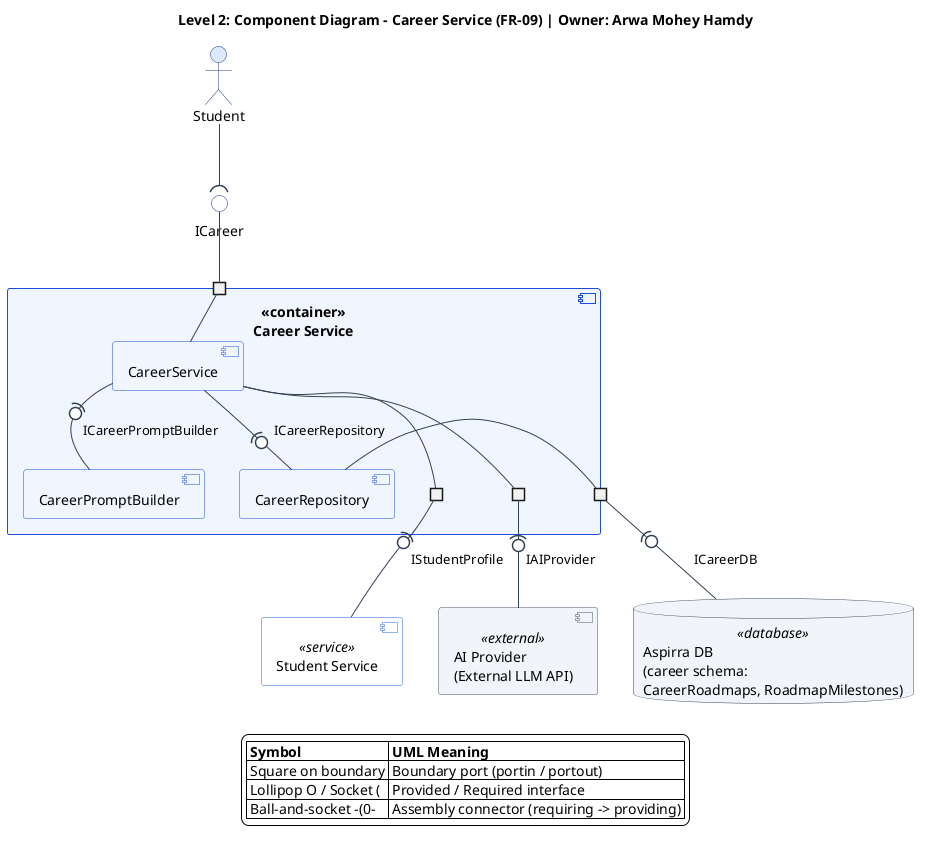 Level 2: Component Diagram - Career Service (FR-09) | Owner: Arwa Mohey Hamdy
Student
ICareer
«container»
Career Service
CareerService
ICareerPromptBuilder
ICareerRepository
CareerPromptBuilder
CareerRepository
IStudentProfile
IAIProvider
ICareerDB
«service»
Student Service
«external»
AI Provider
(External LLM API)
«database»
Aspirra DB
(career schema:
CareerRoadmaps, RoadmapMilestones)
Symbol UML Meaning
Square on boundary Boundary port (portin / portout)
Lollipop O / Socket ( Provided / Required interface
Ball-and-socket -(0- Assembly connector (requiring -> providing)